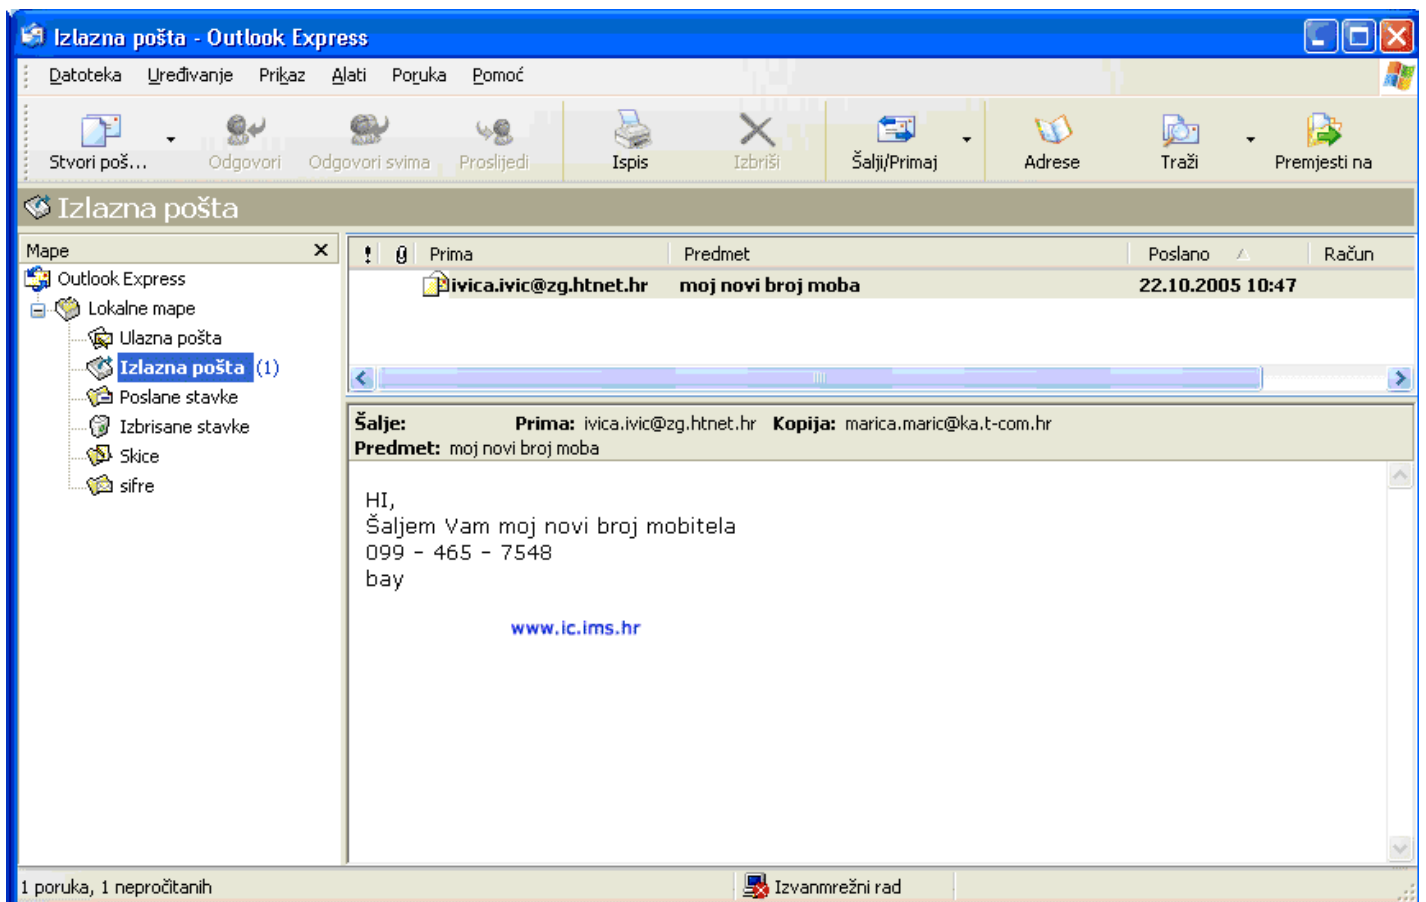 Izlazna pošta - Outlook Express
Datoteka Uređivanje Prikaz Alati Poruka Pomoć
Stvori poš... Odgovori Odgovori svima Proslijedi Ispis Izbriši Šalji/Primaj Adrese Traži Premjesti na
Izlazna pošta
Mape
Outlook Express
Lokalne mape
Ulazna pošta
Izlazna pošta (1)
Poslane stavke
Izbrisane stavke
Skice
sifre
! Prima Predmet Poslano Račun
ivica.ivic@zg.htnet.hr moj novi broj moba 22.10.2005 10:47
Šalje: Prima: ivica.ivic@zg.htnet.hr Kopija: marica.maric@ka.t-com.hr
Predmet: moj novi broj moba
HI,
Šaljem Vam moj novi broj mobitela
099 - 465 - 7548
bay
www.ic.ims.hr
1 poruka, 1 nepročitanih Izvanmrežni rad